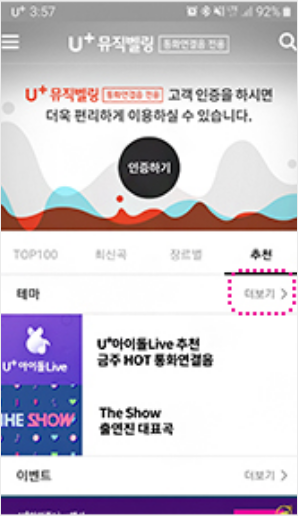 U+ 3:57 92%
U+ 뮤직벨링 통화연결음 전용
U+ 뮤직벨링 통화연결음 전용 고객 인증을 하시면
더욱 편리하게 이용하실 수 있습니다.
인증하기
TOP100 최신곡 장르별 추천
테마 더보기 >
U+아이돌Live
U+아이돌Live 추천
금주 HOT 통화연결음
THE SHOW
The Show
출연진 대표곡
이벤트 더보기 >